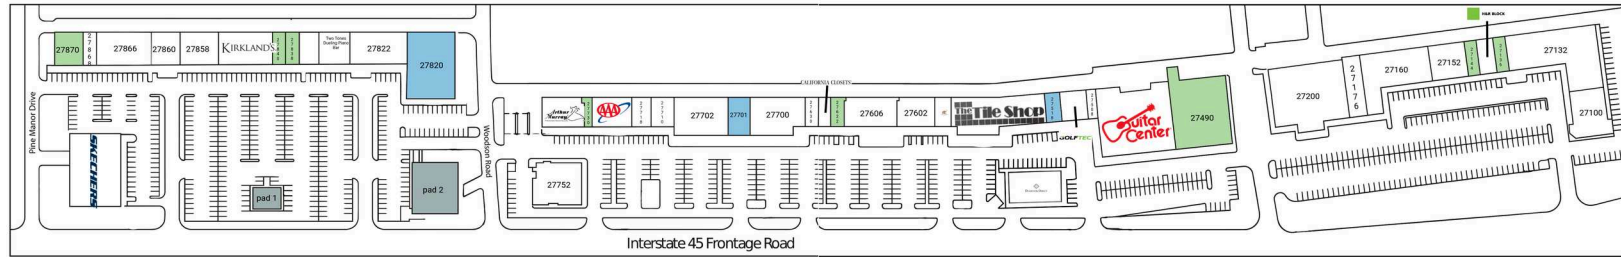 H&R BLOCK
27870
27868
27866
27860
27858
KIRKLAND'S
Two Tones
Dueling Piano
Bar
27822
27820
27200
27176
27160
27152
27132
27100
CALIFORNIA CLOSETS
Arthur
Murray
AAA
27702
27701
27700
27606
27602
The
Tile Shop
GOLFTEC
Guitar
Center
27490
Pine Manor Drive
SKECHERS
pad 1
pad 2
Woodson Road
27752
Interstate 45 Frontage Road